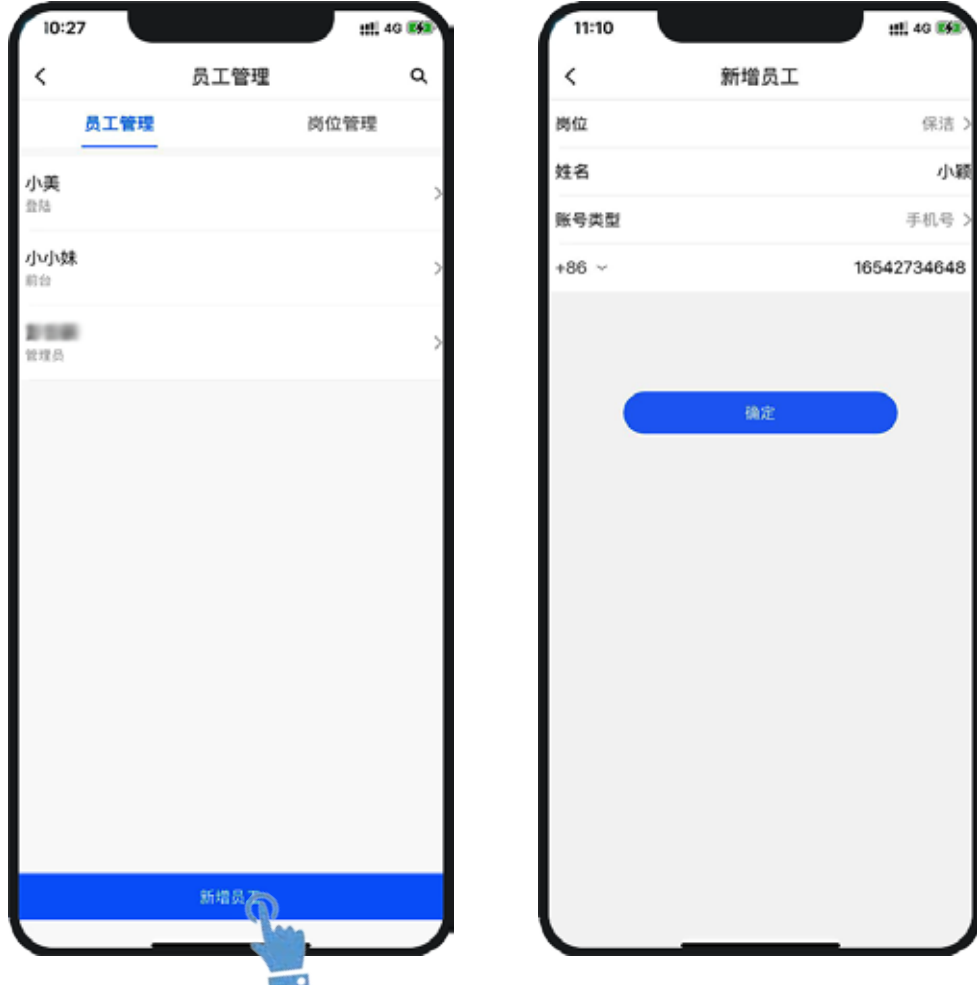 10:27
4G
员工管理
员工管理
岗位管理
小美
登陆
小小妹
前台
管理员
新增员工
11:10
4G
新增员工
岗位
保洁
姓名
小颖
账号类型
手机号
+86
16542734648
确定